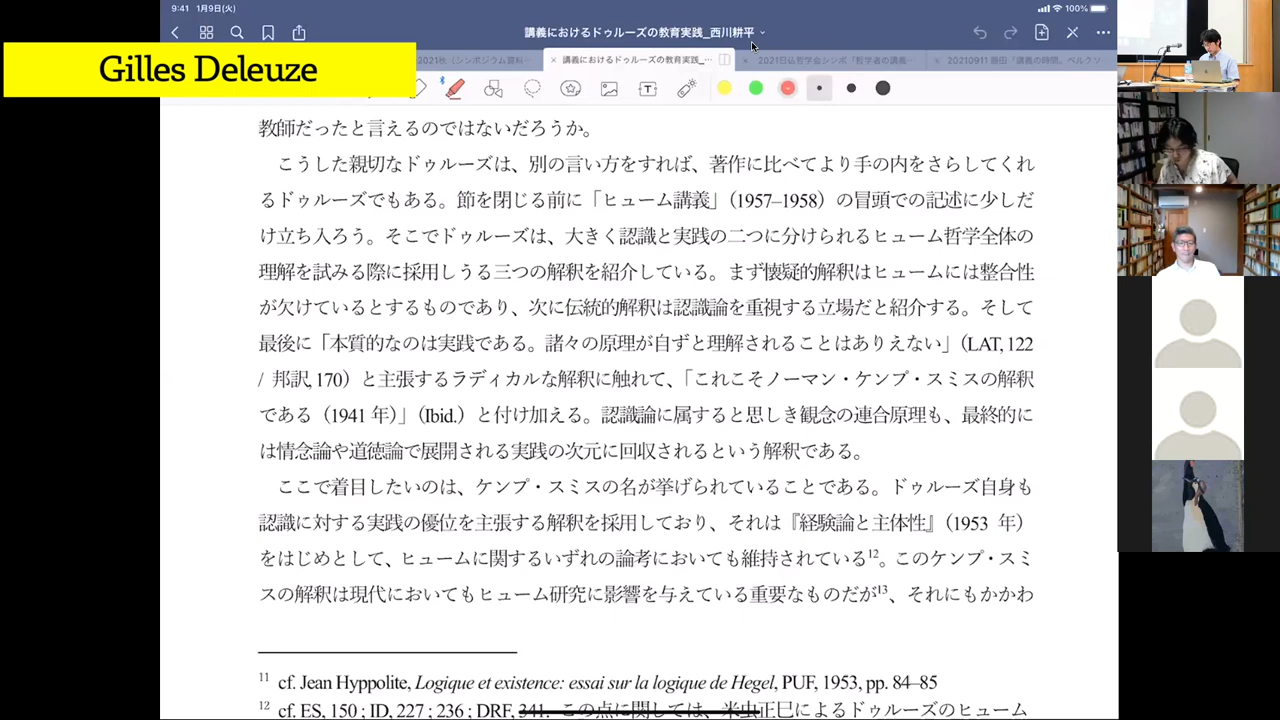 9:41 1月9日(火)
100%
講義におけるドゥルーズの教育実践_西川耕平
Gilles Deleuze
講義におけるドゥルーズの教育実践_…
2021日仏哲学会シンポ「哲学者の講義
教師だったと言えるのではないだろうか。
こうした親切なドゥルーズは、別の言い方をすれば、著作に比べてより手の内をさらしてくれ
るドゥルーズでもある。節を閉じる前に「ヒューム講義」（1957–1958）の冒頭での記述に少しだ
け立ち入ろう。そこでドゥルーズは、大きく認識と実践の二つに分けられるヒューム哲学全体の
理解を試みる際に採用しうる三つの解釈を紹介している。まず懐疑的解釈はヒュームには整合性
が欠けているとするものであり、次に伝統的解釈は認識論を重視する立場だと紹介する。そして
最後に「本質的なのは実践である。諸々の原理が自ずと理解されることはありえない」（LAT, 122
/ 邦訳, 170）と主張するラディカルな解釈に触れて、「これこそノーマン・ケンプ・スミスの解釈
である（1941 年）」（Ibid.）と付け加える。認識論に属すると思しき観念の連合原理も、最終的に
は情念論や道徳論で展開される実践の次元に回収されるという解釈である。
ここで着目したいのは、ケンプ・スミスの名が挙げられていることである。ドゥルーズ自身も
認識に対する実践の優位を主張する解釈を採用しており、それは『経験論と主体性』（1953 年）
をはじめとして、ヒュームに関するいずれの論考においても維持されている12。このケンプ・スミ
スの解釈は現代においてもヒューム研究に影響を与えている重要なものだが13、それにもかかわ
11 cf. Jean Hyppolite, Logique et existence: essai sur la logique de Hegel, PUF, 1953, pp. 84–85
12 cf. ES, 150 ; ID, 227 ; 236 ; DRF, 341. この点に関しては、米虫正巳によるドゥルーズのヒューム